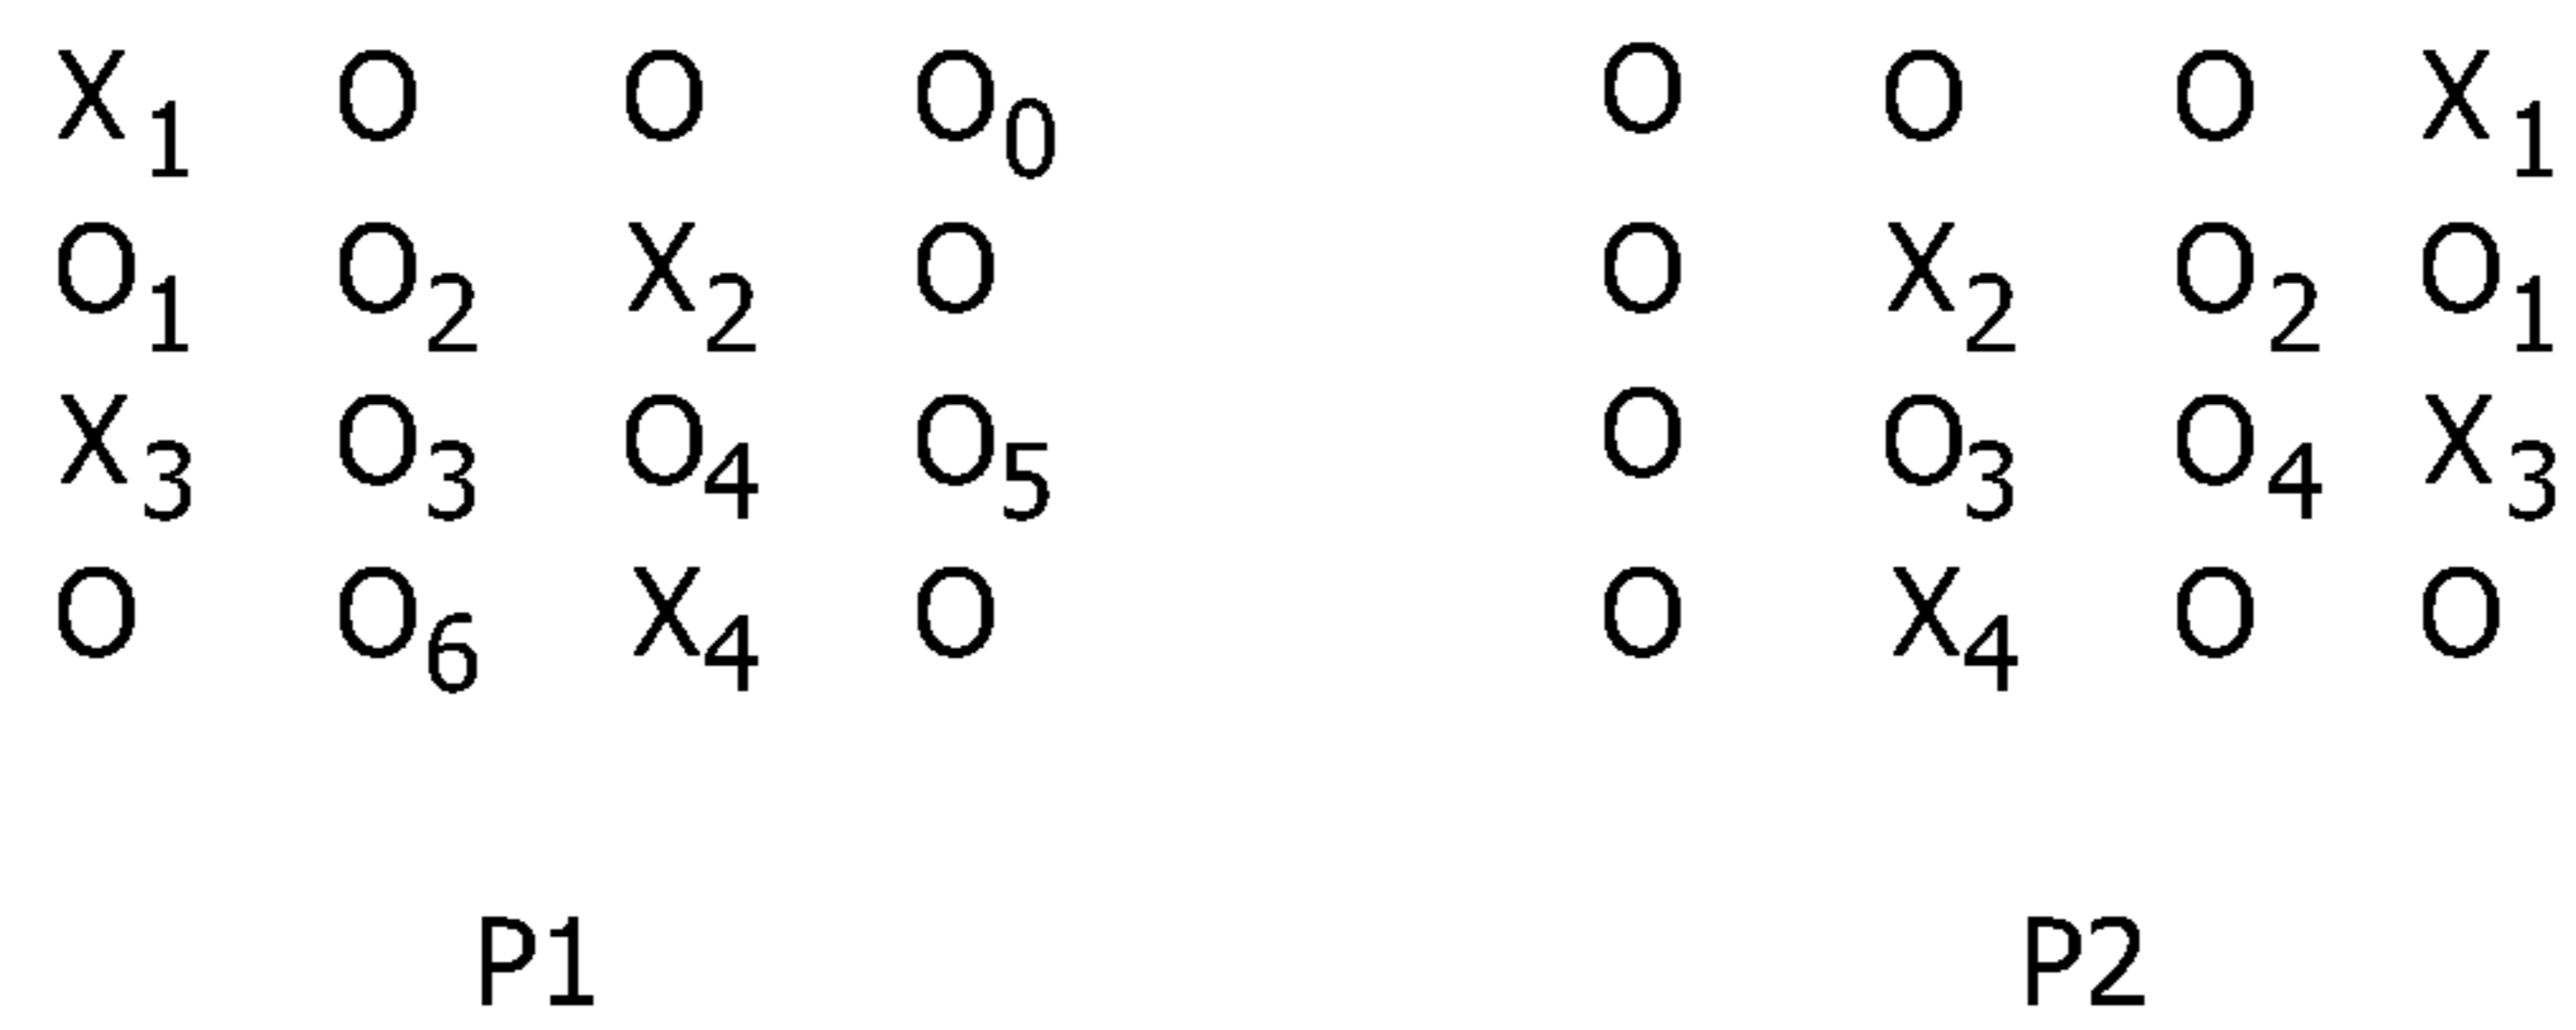 X₁ O O O₀ O O O X₁
O₁ O₂ X₂ O O X₂ O₂ O₁
X₃ O₃ O₄ O₅ O O₃ O₄ X₃
O O₆ X₄ O O X₄ O O
P1 P2